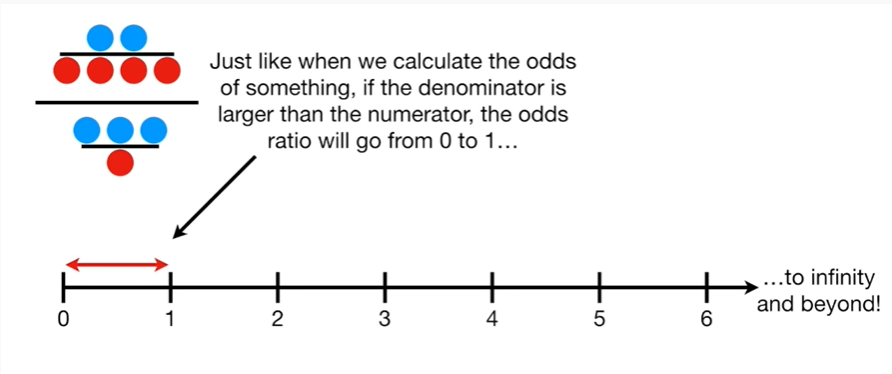 Just like when we calculate the odds
of something, if the denominator is
larger than the numerator, the odds
ratio will go from 0 to 1…
…to infinity
and beyond!
0 1 2 3 4 5 6